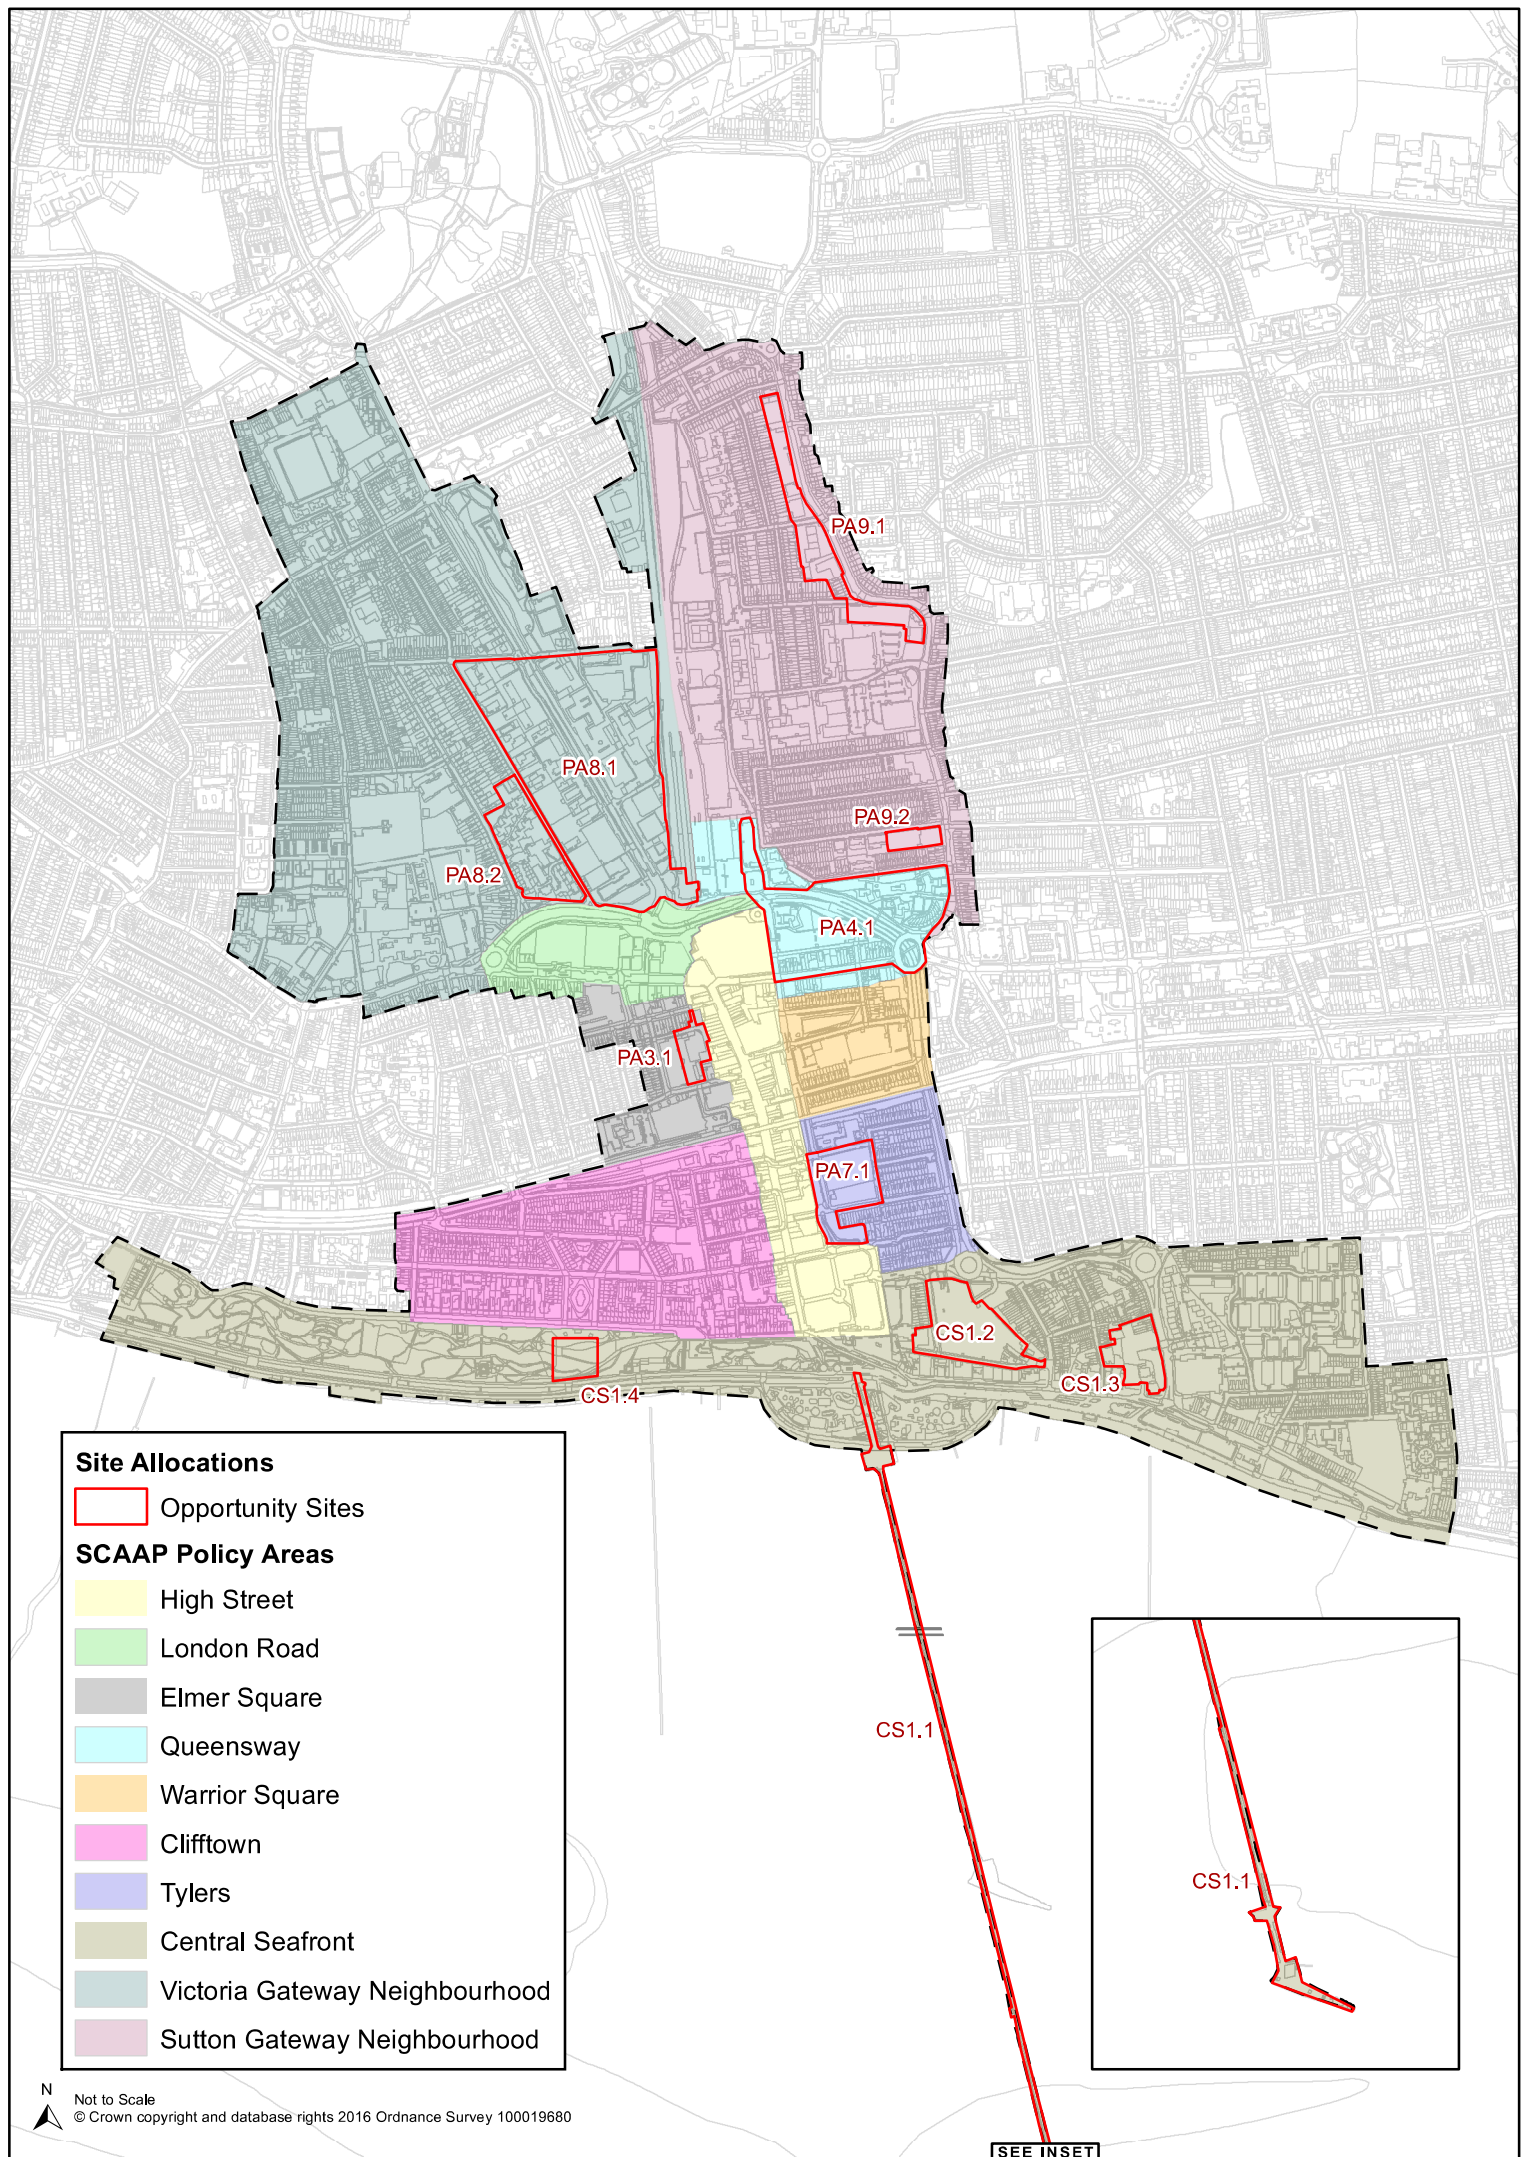 PA9.1
PA8.1
PA9.2
PA8.2
PA4.1
PA3.1
PA7.1
CS1.2
CS1.3
CS1.4
Site Allocations
Opportunity Sites
SCAAP Policy Areas
High Street
London Road
Elmer Square
Queensway
Warrior Square
Clifftown
Tylers
Central Seafront
Victoria Gateway Neighbourhood
Sutton Gateway Neighbourhood
CS1.1
CS1.1
N
Not to Scale
© Crown copyright and database rights 2016 Ordnance Survey 100019680
SEE INSET